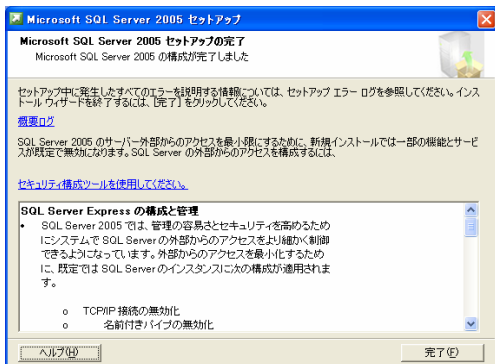 Microsoft SQL Server 2005 セットアップ
Microsoft SQL Server 2005 セットアップの完了
Microsoft SQL Server 2005 の構成が完了しました
セットアップ中に発生したすべてのエラーを説明する情報については、セットアップ エラー ログを参照してください。インス
トール ウィザードを終了するには、[完了] をクリックしてください。
概要ログ
SQL Server 2005 のサーバー外部からのアクセスを最小限にするために、新規インストールでは一部の機能とサービ
スが既定で無効になります。SQL Server の外部からのアクセスを構成するには、
セキュリティ構成ツールを使用してください。
SQL Server Express の構成と管理
• SQL Server 2005 では、管理の容易さとセキュリティを高めるため
にシステムで SQL Server の外部からのアクセスをより細かく制御
できるようになっています。外部からのアクセスを最小化するため
に、既定では SQL Server のインスタンスに次の構成が適用されま
す。
o TCP/IP 接続の無効化
o 名前付きパイプの無効化
ヘルプ(H)
完了(F)